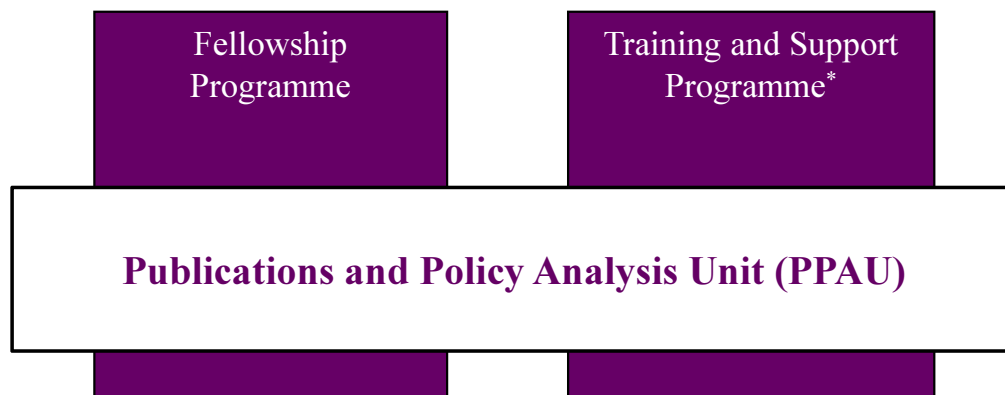 Fellowship
Programme
Training and Support
Programme*
Publications and Policy Analysis Unit (PPAU)